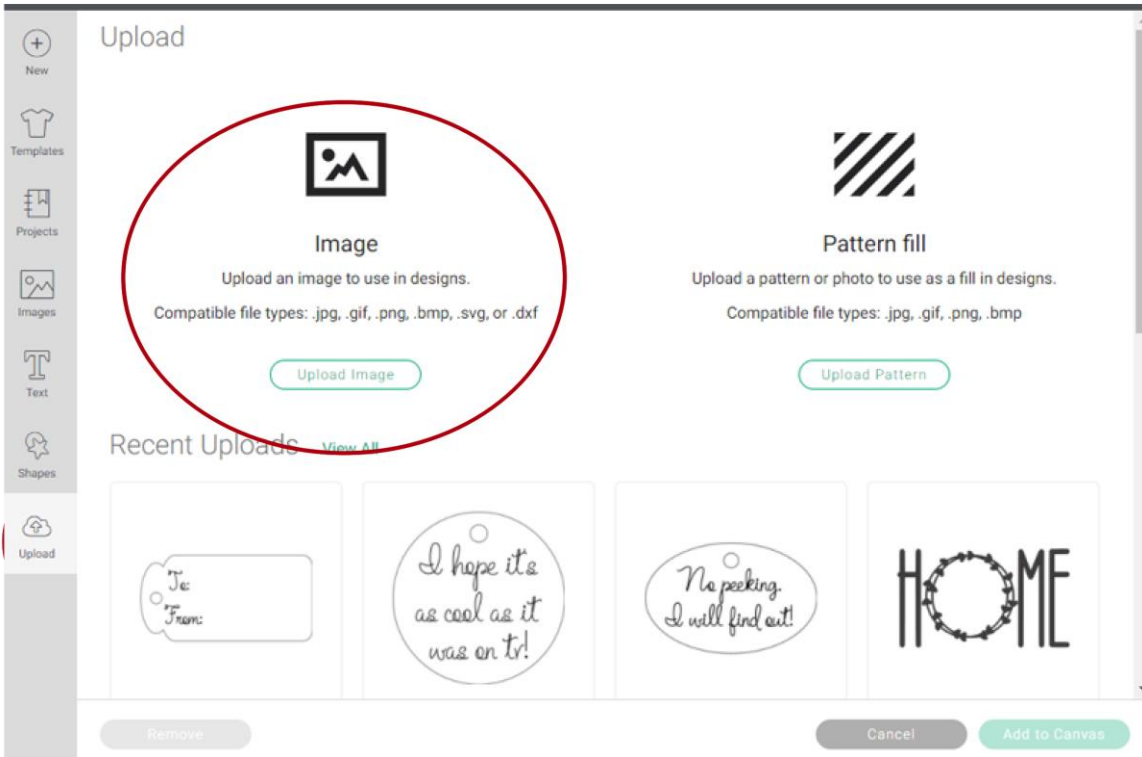 Upload
New
Templates
Projects
Images
Text
Shapes
Upload
Image
Upload an image to use in designs.
Compatible file types: .jpg, .gif, .png, .bmp, .svg, or .dxf
Upload Image
Pattern fill
Upload a pattern or photo to use as a fill in designs.
Compatible file types: .jpg, .gif, .png, .bmp
Upload Pattern
Recent Uploads View All
To:
From:
I hope it's
as cool as it
was on tv!
No peeking.
I will find out!
HOME
Remove
Cancel
Add to Canvas